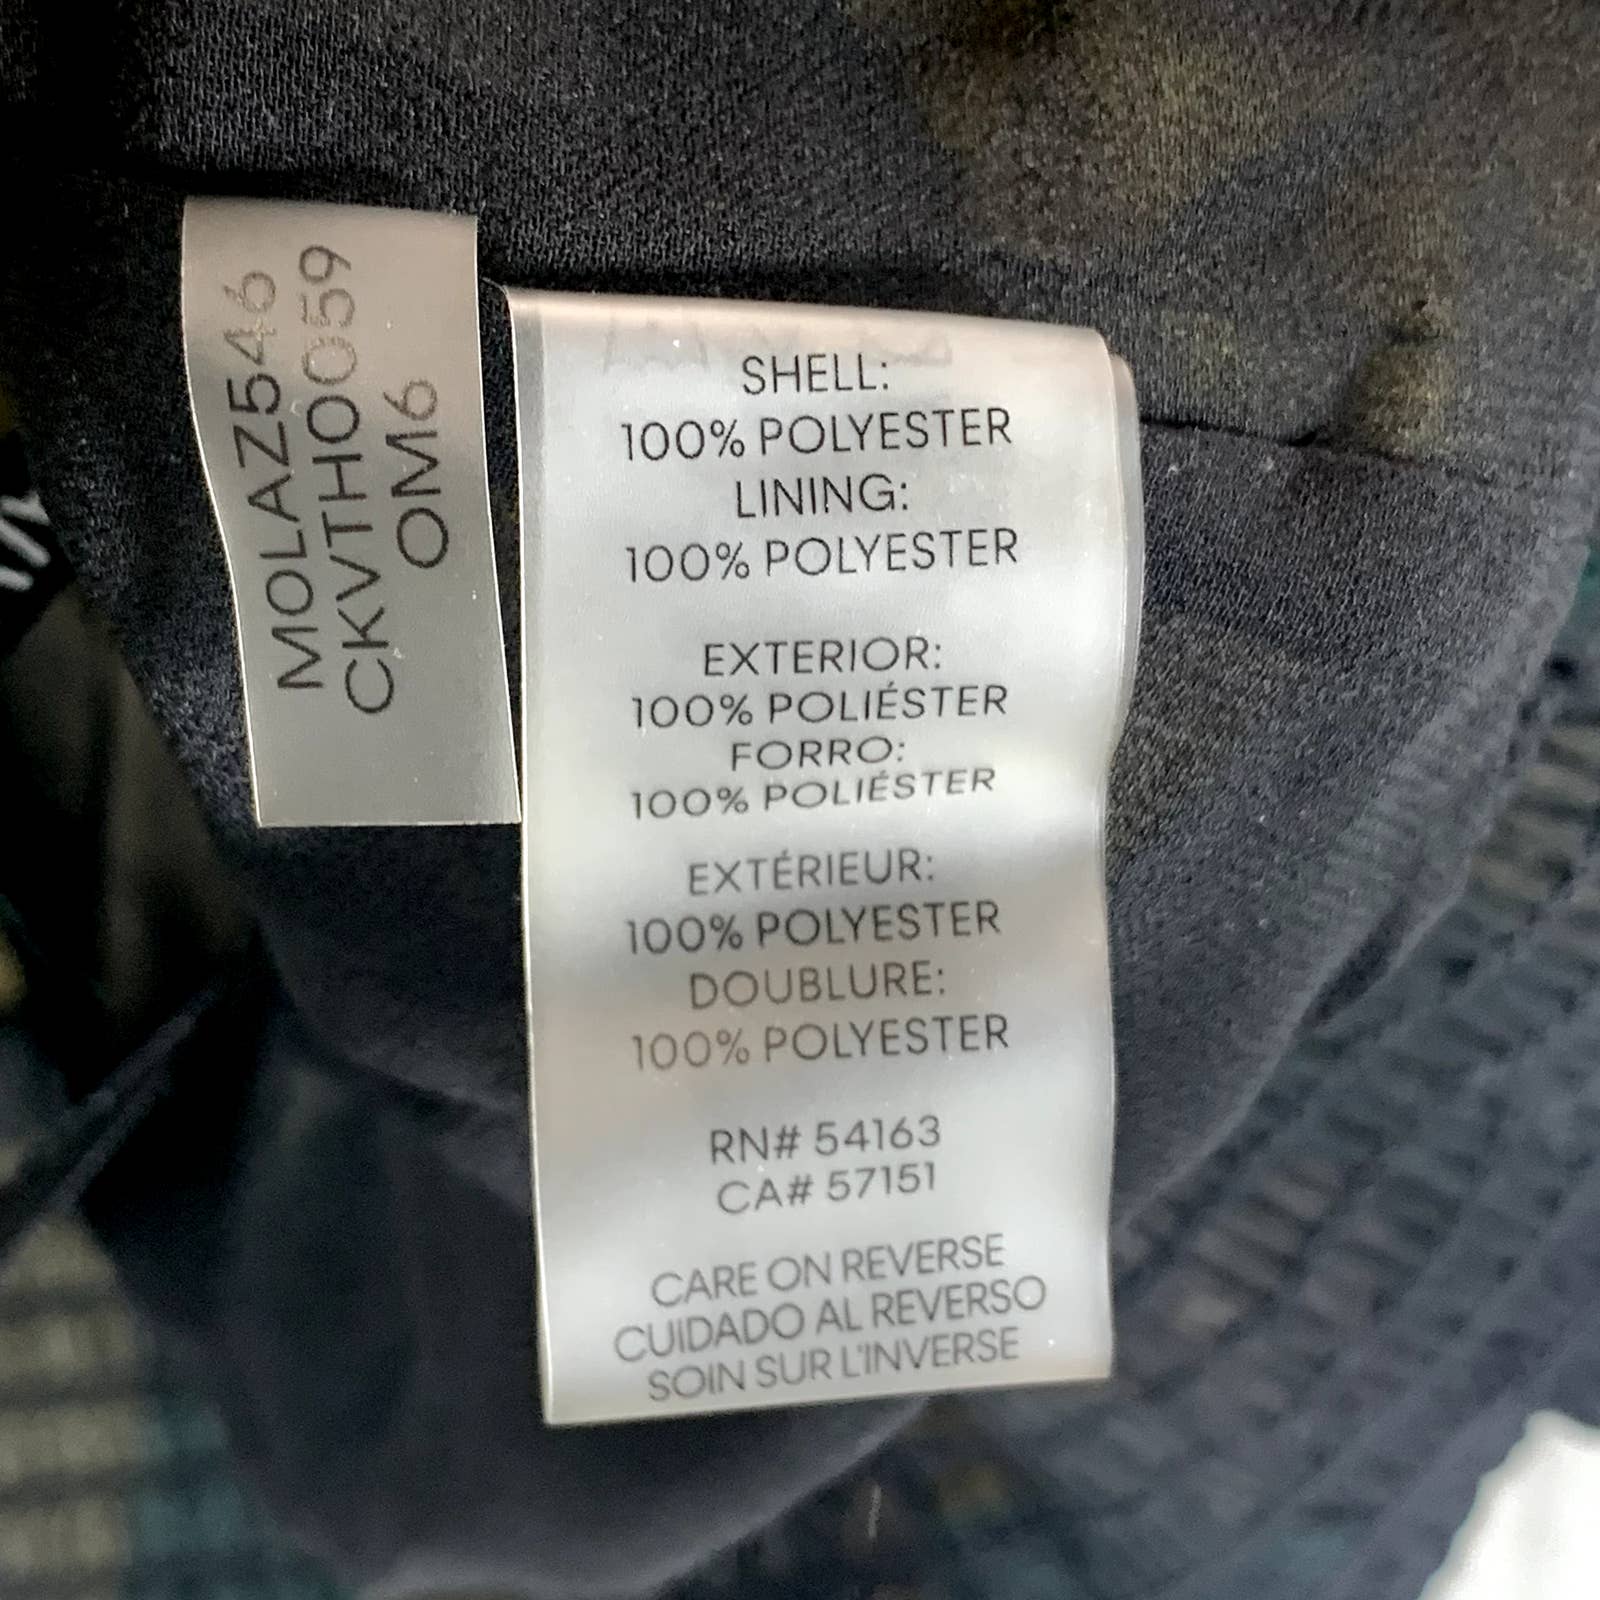 MOLAZ546
CKVTH0059
OM6
SHELL:
100% POLYESTER
LINING:
100% POLYESTER
EXTERIOR:
100% POLIÉSTER
FORRO:
100% POLIÉSTER
EXTÉRIEUR:
100% POLYESTER
DOUBLURE:
100% POLYESTER
RN# 54163
CA# 57151
CARE ON REVERSE
CUIDADO AL REVERSO
SOIN SUR L'INVERSE